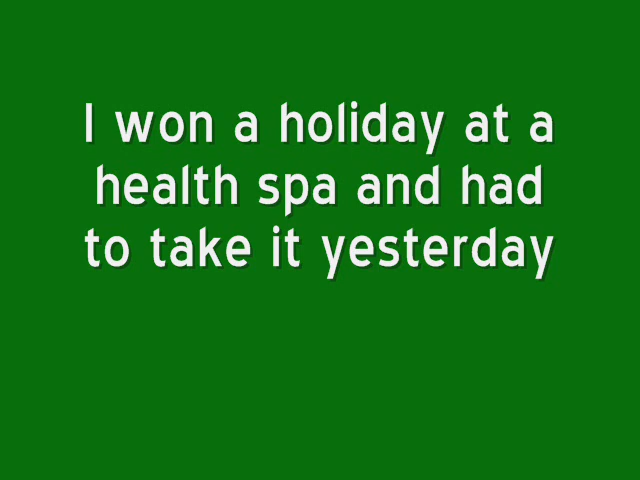 I won a holiday at a
health spa and had
to take it yesterday